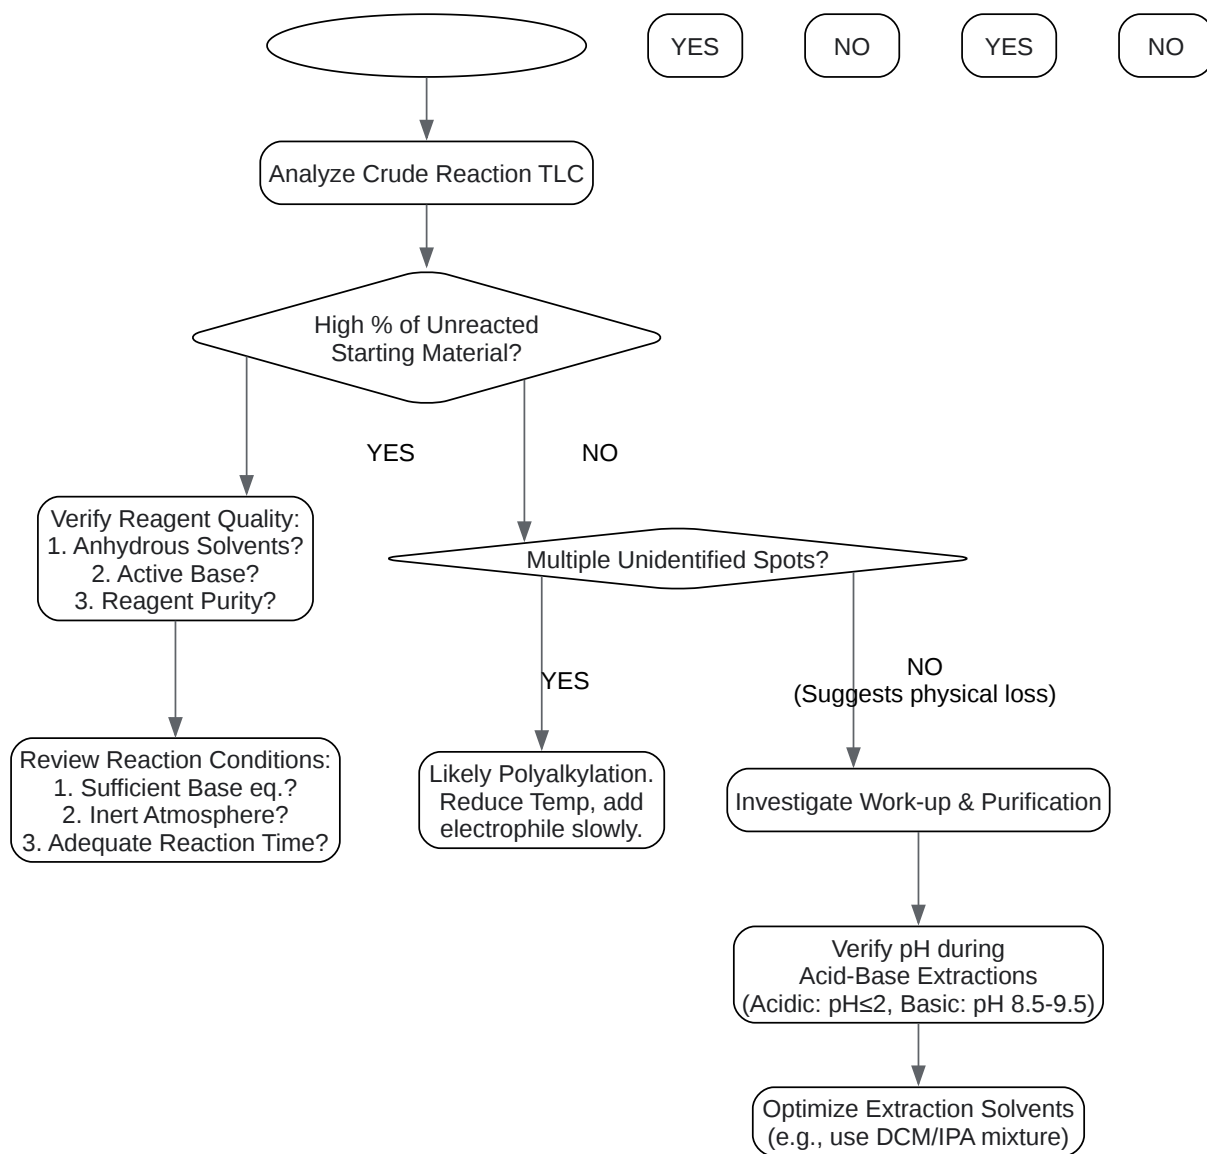 YES
NO
YES
NO
Analyze Crude Reaction TLC
High % of Unreacted
Starting Material?
YES
NO
Verify Reagent Quality:
1. Anhydrous Solvents?
2. Active Base?
3. Reagent Purity?
Multiple Unidentified Spots?
YES
NO
(Suggests physical loss)
Review Reaction Conditions:
1. Sufficient Base eq.?
2. Inert Atmosphere?
3. Adequate Reaction Time?
Likely Polyalkylation.
Reduce Temp, add
electrophile slowly.
Investigate Work-up & Purification
Verify pH during
Acid-Base Extractions
(Acidic: pH≤2, Basic: pH 8.5-9.5)
Optimize Extraction Solvents
(e.g., use DCM/IPA mixture)